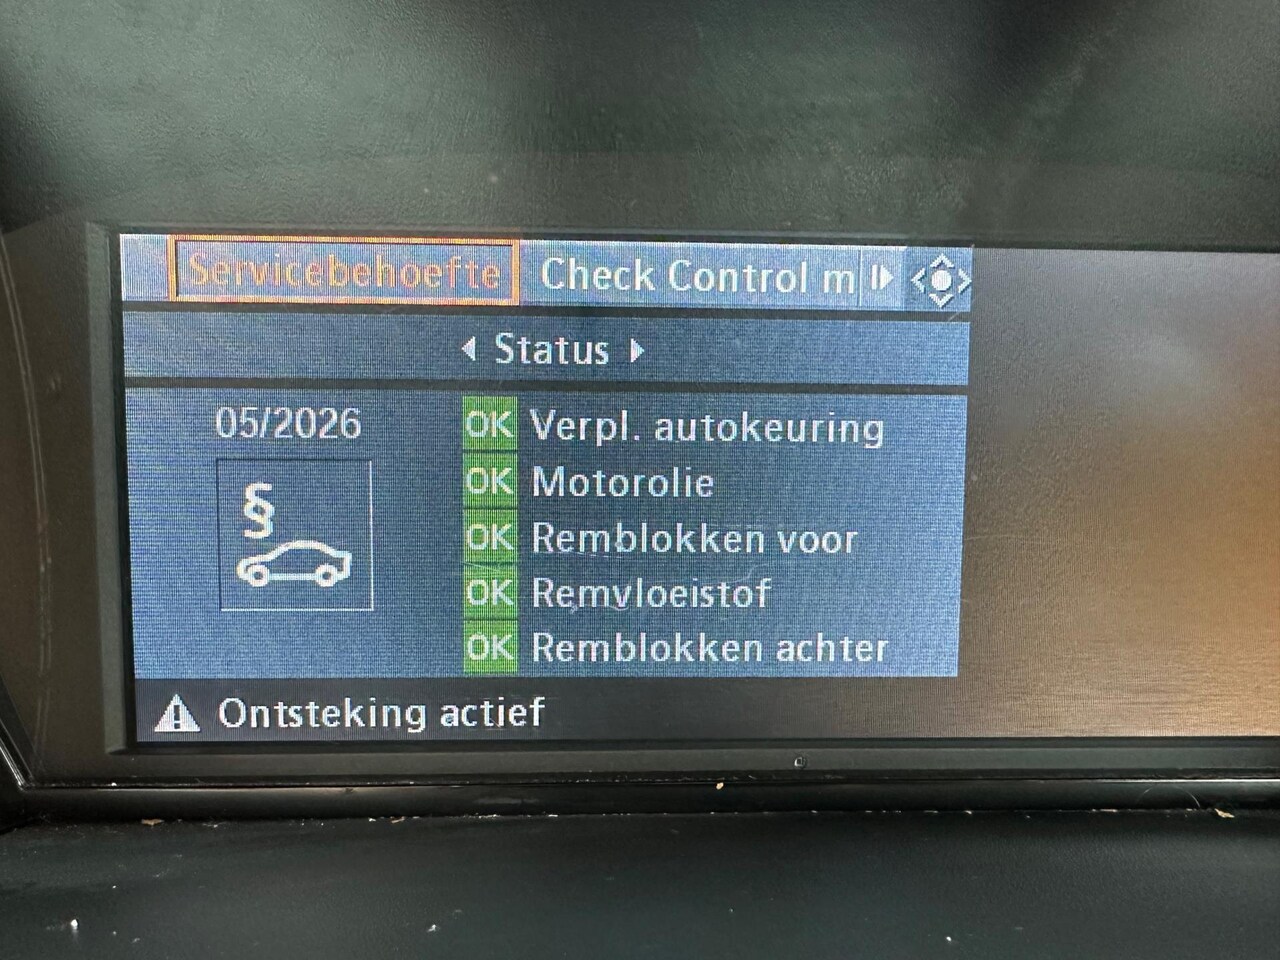 Servicebehoefte Check Control m
Status
05/2026
OK Verpl. autokeuring
OK Motorolie
§
OK Remblokken voor
OK Remvloeistof
OK Remblokken achter
Ontsteking actief